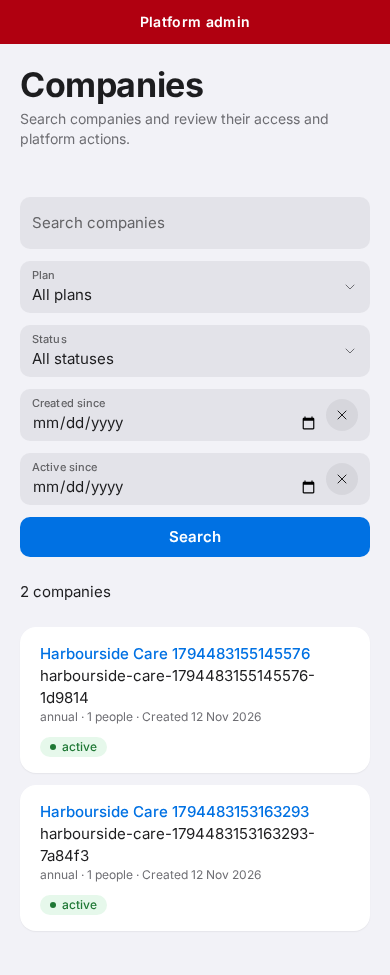 Platform admin
Companies
Search companies and review their access and
platform actions.
Search companies
Plan
All plans
Status
All statuses
Created since
mm/dd/yyyy
Active since
mm/dd/yyyy
Search
2 companies
Harbourside Care 1794483155145576
harbourside-care-1794483155145576-
1d9814
annual · 1 people · Created 12 Nov 2026
active
Harbourside Care 1794483153163293
harbourside-care-1794483153163293-
7a84f3
annual · 1 people · Created 12 Nov 2026
active